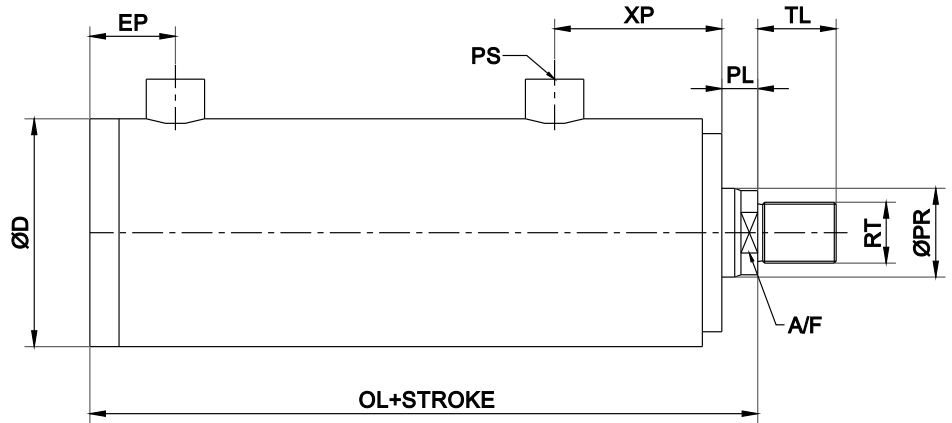 EP
XP
TL
PS
PL
ØD
RT
ØPR
A/F
OL+STROKE